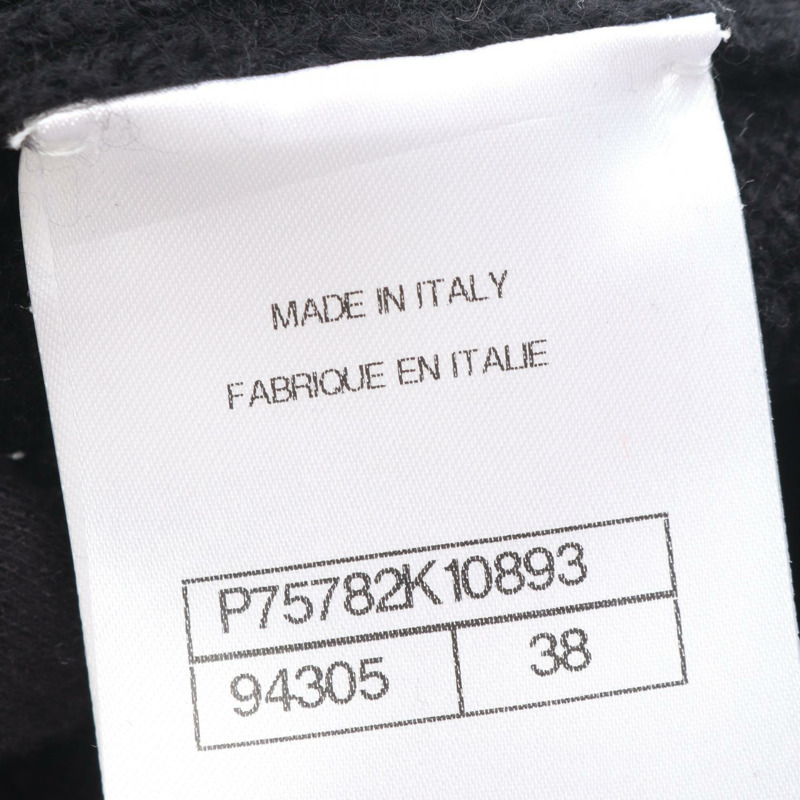 MADE IN ITALY
FABRIQUE EN ITALIE
P75782K10893
94305 38